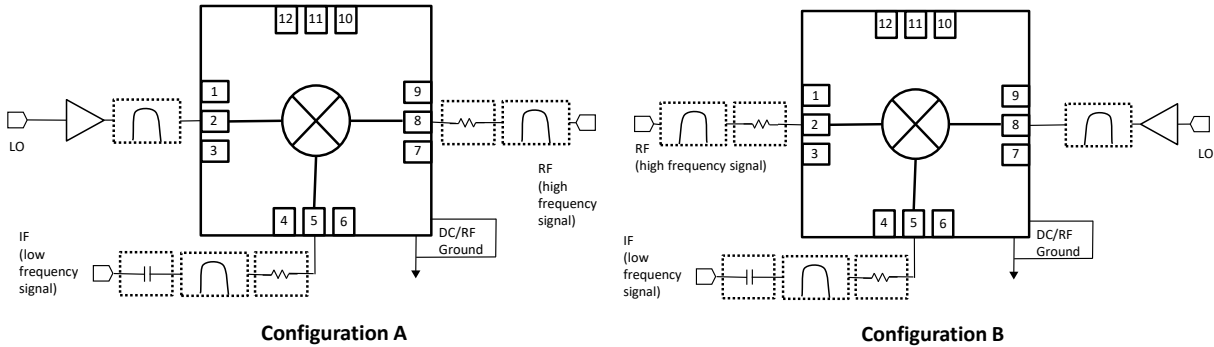 12 11 10
1
2
3
9
8
7
4 5 6
LO
RF
(high
frequency
signal)
DC/RF
Ground
IF
(low
frequency
signal)
Configuration A
12 11 10
1
2
3
9
8
7
4 5 6
RF
(high frequency signal)
LO
DC/RF
Ground
IF
(low
frequency
signal)
Configuration B